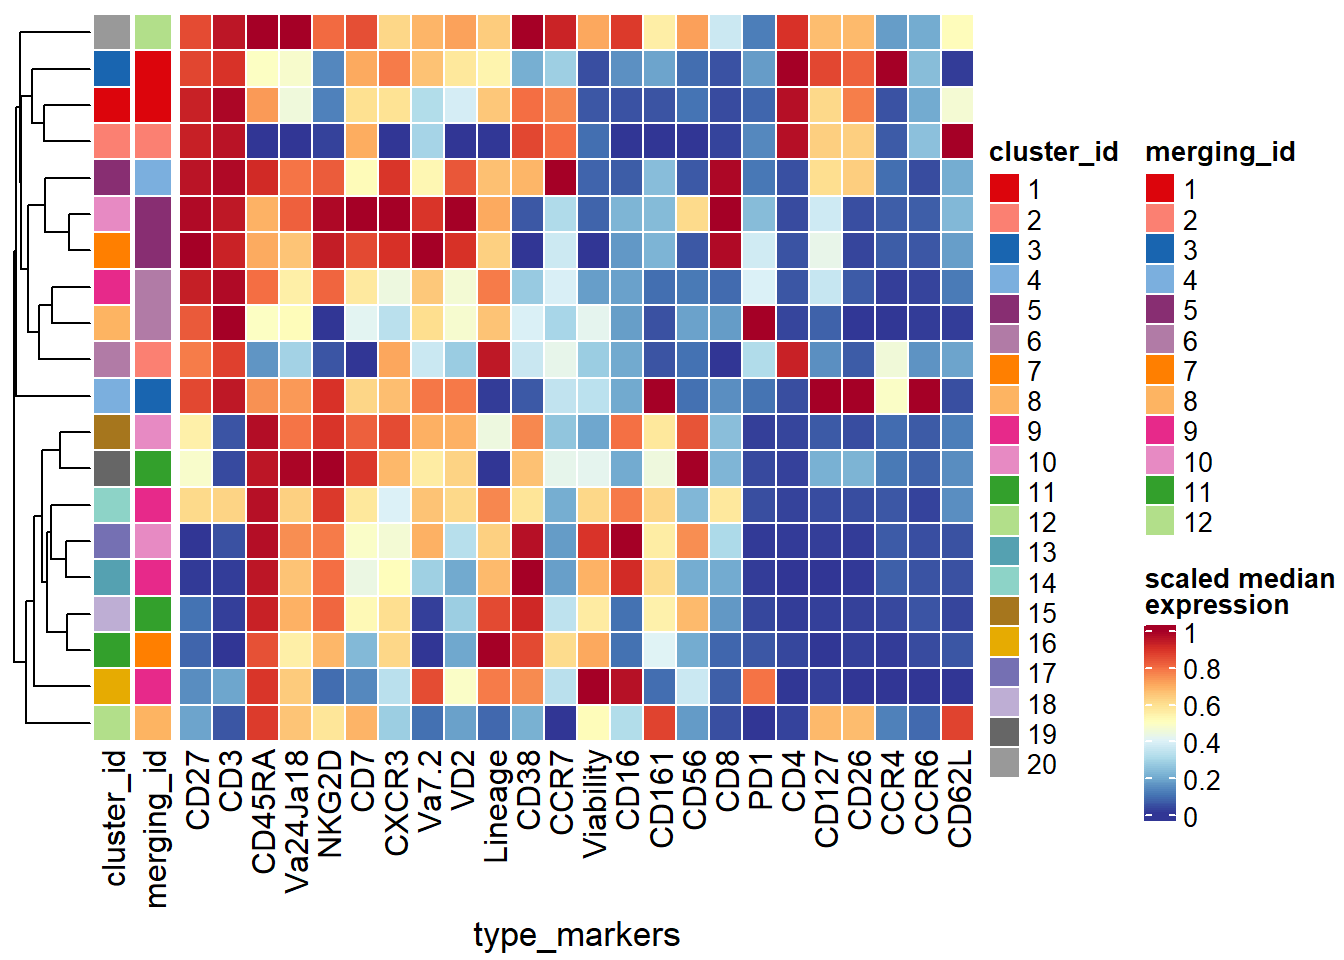 cluster_id
merging_id
1
2
3
4
5
6
7
8
9
10
11
12
13
14
15
16
17
18
19
20
1
2
3
4
5
6
7
8
9
10
11
12
scaled median
expression
1
0.8
0.6
0.4
0.2
0
cluster_id
merging_id
CD27
CD3
CD45RA
Va24Ja18
NKG2D
CD7
CXCR3
Va7.2
VD2
Lineage
CD38
CCR7
Viability
CD16
CD161
CD56
CD8
PD1
CD4
CD127
CD26
CCR4
CCR6
CD62L
type_markers